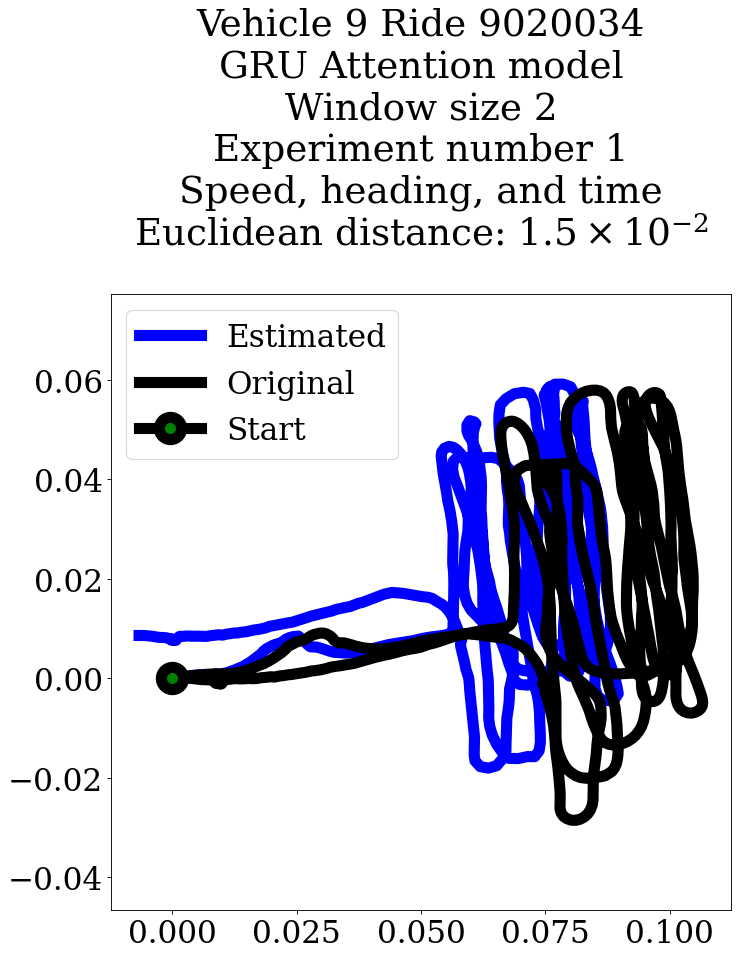 Vehicle 9 Ride 9020034
GRU Attention model
Window size 2
Experiment number 1
Speed, heading, and time
Euclidean distance: 1.5 × 10⁻²
Estimated
Original
Start
0.06
0.04
0.02
0.00
−0.02
−0.04
0.000 0.025 0.050 0.075 0.100